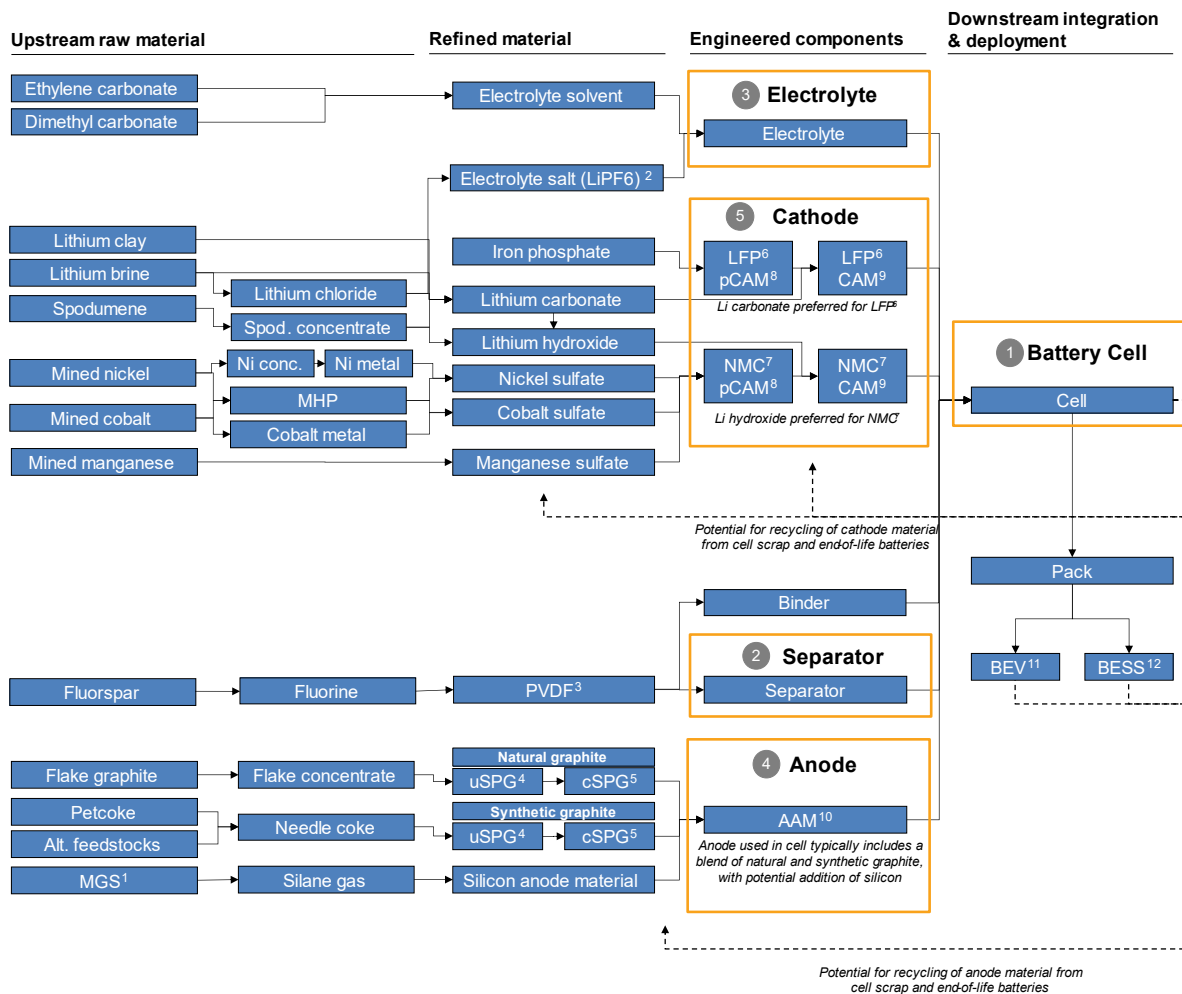 Upstream raw material
Refined material
Engineered components
Downstream integration
& deployment
Ethylene carbonate
Dimethyl carbonate
Electrolyte solvent
3 Electrolyte
Electrolyte
Electrolyte salt (LiPF6) 2
Lithium clay
Lithium brine
Spodumene
Lithium chloride
Spod. concentrate
Iron phosphate
Lithium carbonate
Lithium hydroxide
5 Cathode
LFP6
pCAM8
LFP6
CAM9
Li carbonate preferred for LFP6
NMC7
pCAM8
NMC7
CAM9
Li hydroxide preferred for NMC7
Mined nickel
Mined cobalt
Mined manganese
Ni conc.
Ni metal
MHP
Cobalt metal
Nickel sulfate
Cobalt sulfate
Manganese sulfate
1 Battery Cell
Cell
Potential for recycling of cathode material
from cell scrap and end-of-life batteries
Pack
BEV11
BESS12
Binder
2 Separator
Separator
Fluorspar
Fluorine
PVDF3
Flake graphite
Flake concentrate
Natural graphite
uSPG4
cSPG5
Petcoke
Alt. feedstocks
Needle coke
Synthetic graphite
uSPG4
cSPG5
MGS1
Silane gas
Silicon anode material
4 Anode
AAM10
Anode used in cell typically includes a
blend of natural and synthetic graphite,
with potential addition of silicon
Potential for recycling of anode material from
cell scrap and end-of-life batteries